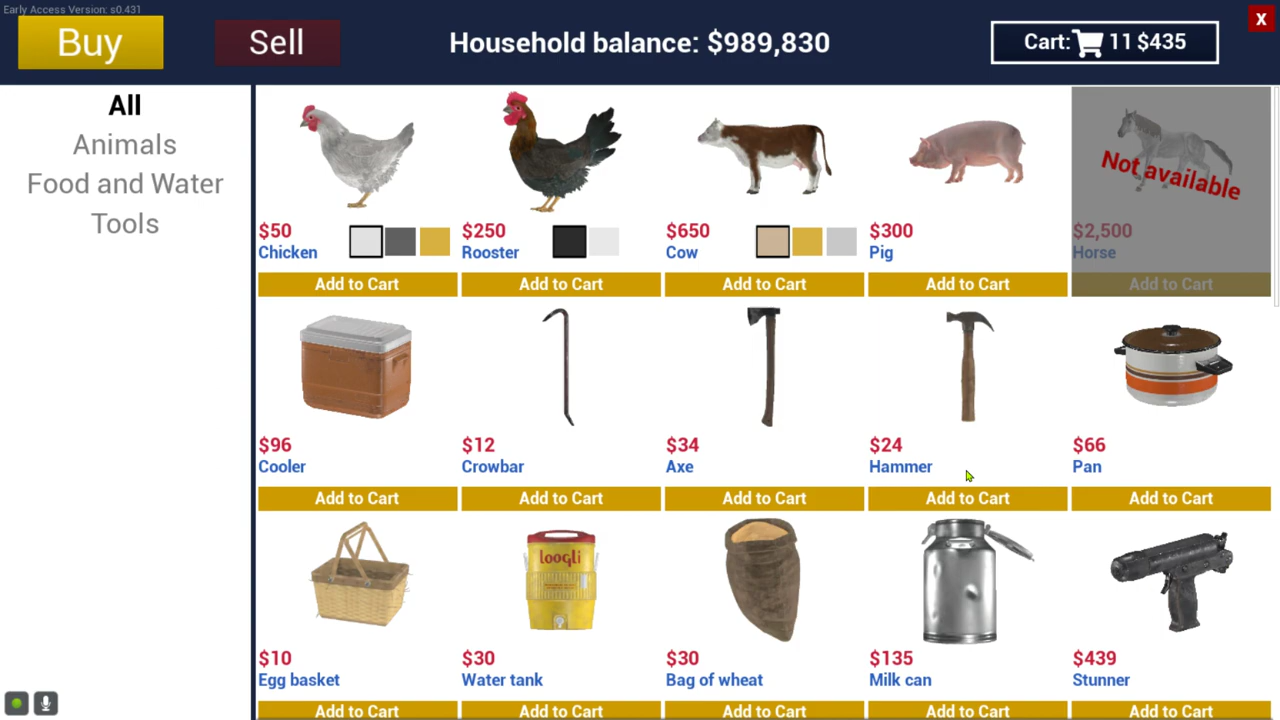 Early Access Version: s0.431
Buy
Sell
Household balance: $989,830
Cart: 11 $435
X
All
Animals
Food and Water
Tools
$50
Chicken
Add to Cart
$250
Rooster
Add to Cart
$650
Cow
Add to Cart
$300
Pig
Add to Cart
Not available
$2,500
Horse
Add to Cart
$96
Cooler
Add to Cart
$12
Crowbar
Add to Cart
$34
Axe
Add to Cart
$24
Hammer
Add to Cart
$66
Pan
Add to Cart
$10
Egg basket
Add to Cart
loogli
$30
Water tank
Add to Cart
$30
Bag of wheat
Add to Cart
$135
Milk can
Add to Cart
$439
Stunner
Add to Cart